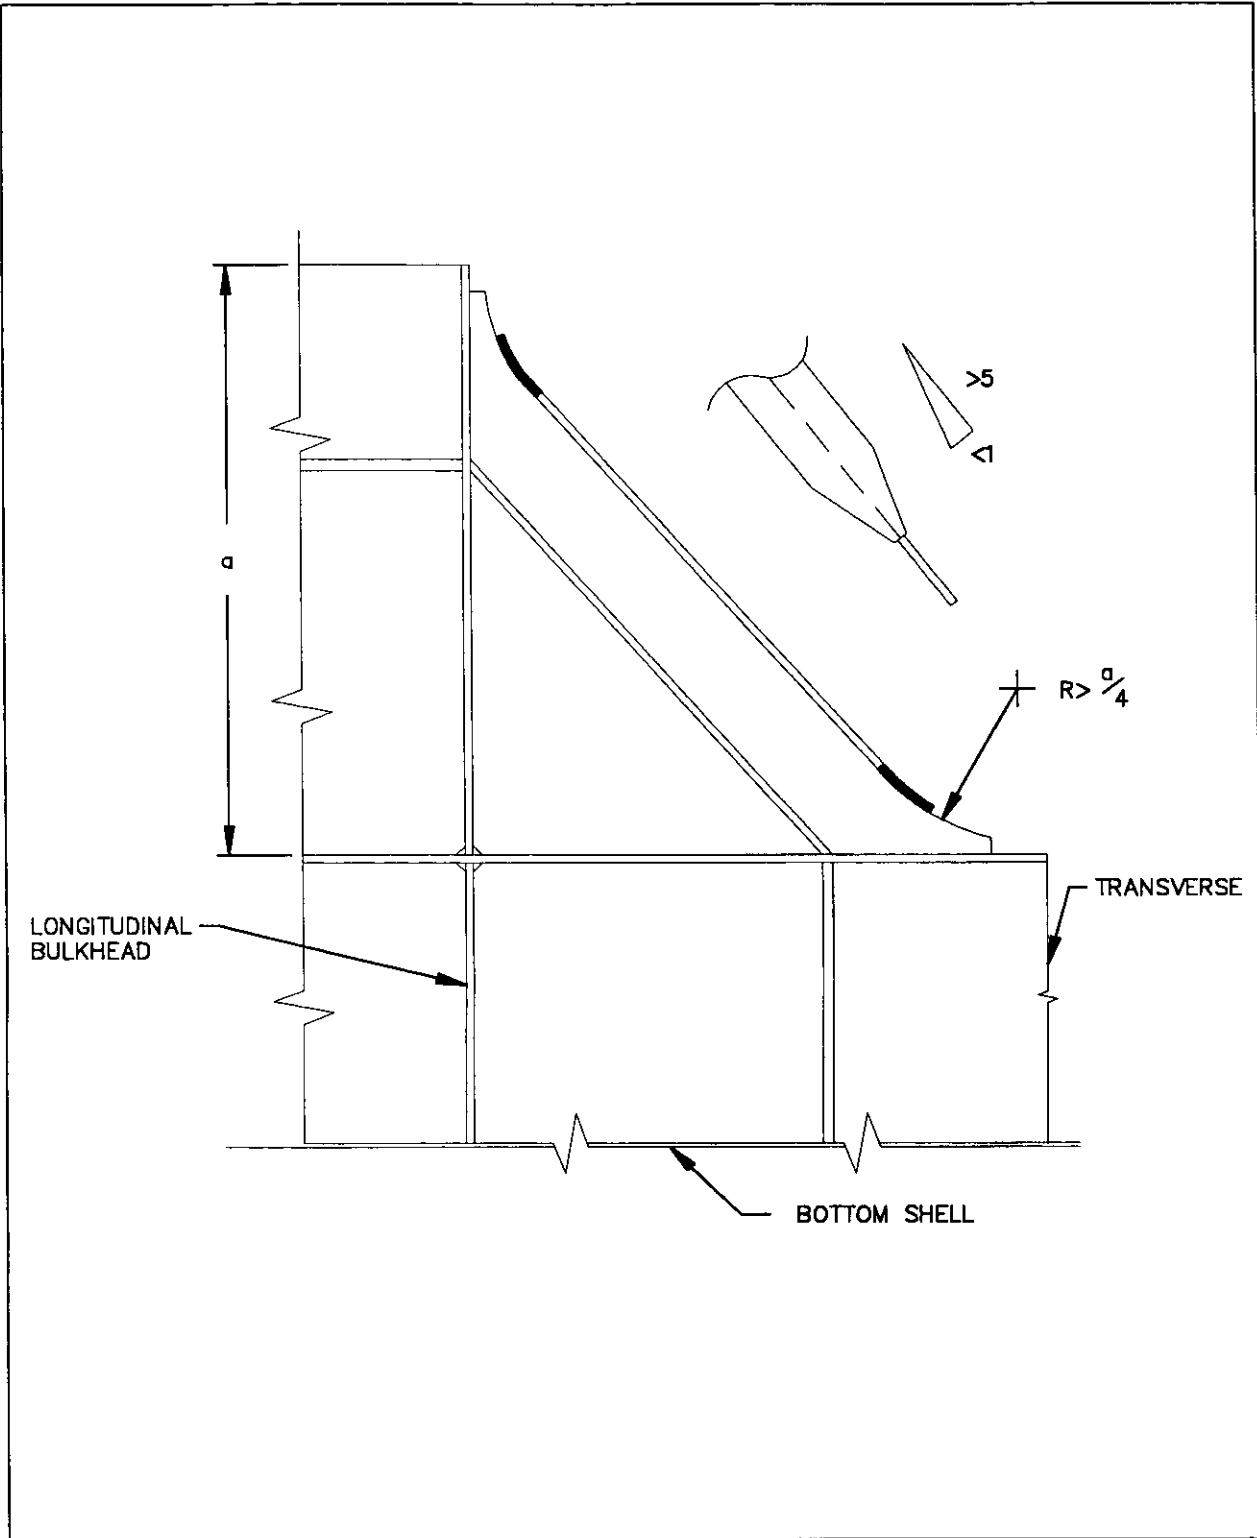 >5
<1
a
R> a/4
TRANSVERSE
LONGITUDINAL
BULKHEAD
BOTTOM SHELL